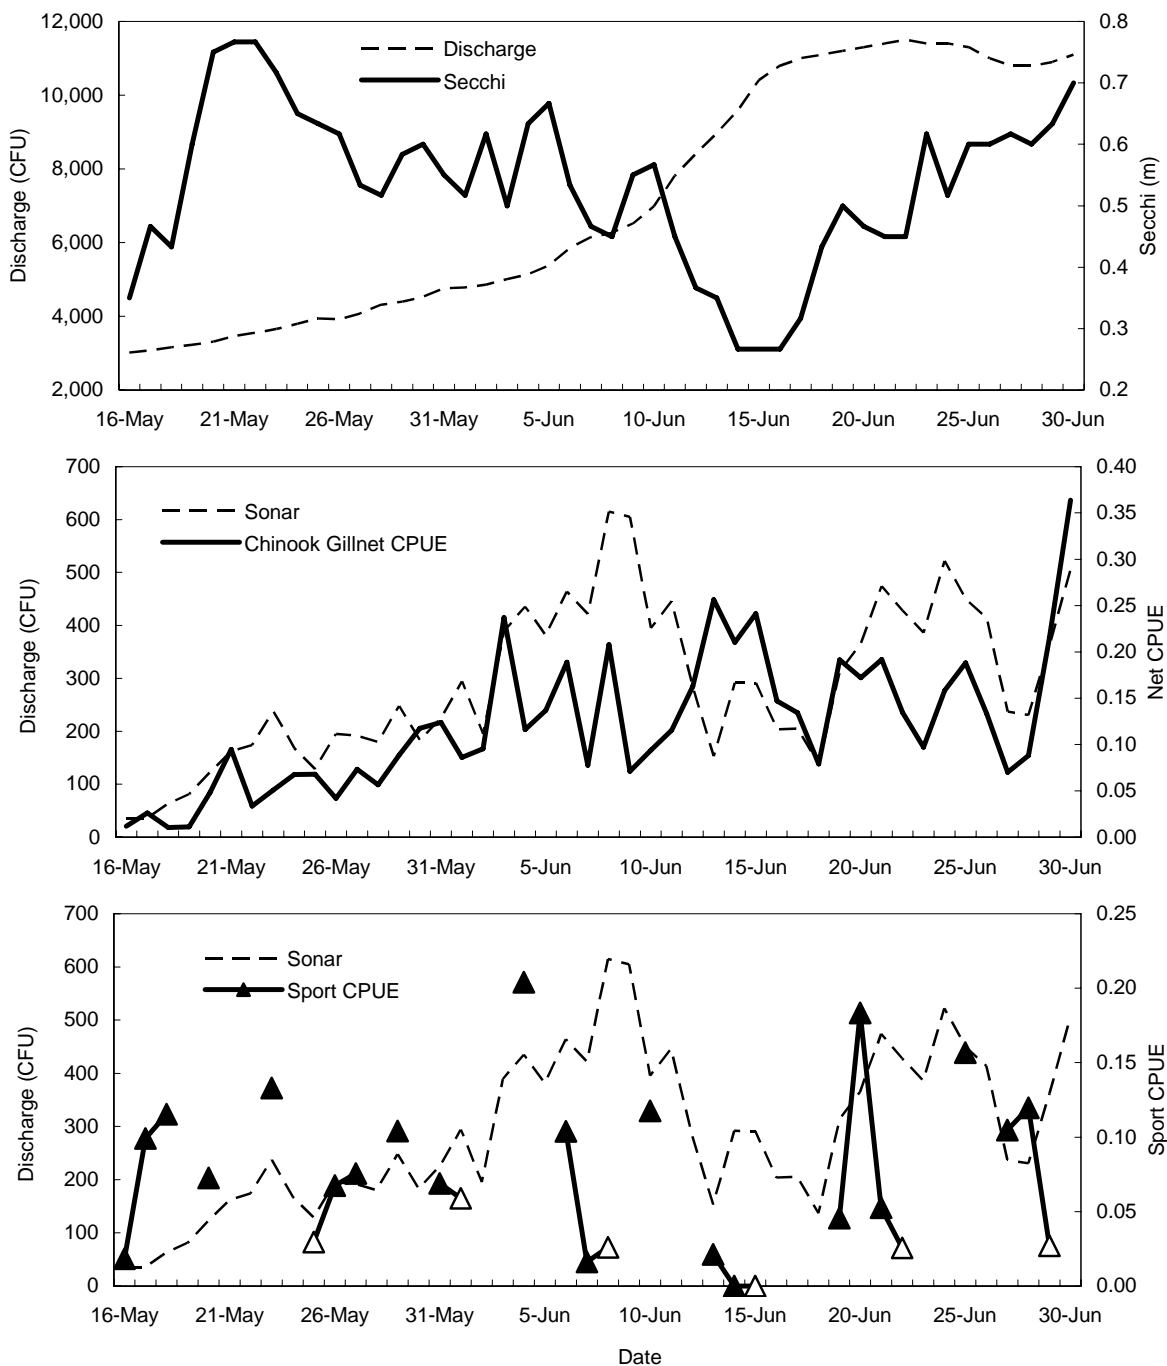 12,000
10,000
8,000
6,000
4,000
2,000
Discharge (CFU)
Discharge
Secchi
0.8
0.7
0.6
0.5
0.4
0.3
0.2
Secchi (m)
16-May 21-May 26-May 31-May 5-Jun 10-Jun 15-Jun 20-Jun 25-Jun 30-Jun
700
600
500
400
300
200
100
0
Discharge (CFU)
Sonar
Chinook Gillnet CPUE
0.40
0.35
0.30
0.25
0.20
0.15
0.10
0.05
0.00
Net CPUE
16-May 21-May 26-May 31-May 5-Jun 10-Jun 15-Jun 20-Jun 25-Jun 30-Jun
700
600
500
400
300
200
100
0
Discharge (CFU)
Sonar
Sport CPUE
0.25
0.20
0.15
0.10
0.05
0.00
Sport CPUE
16-May 21-May 26-May 31-May 5-Jun 10-Jun 15-Jun 20-Jun 25-Jun 30-Jun
Date